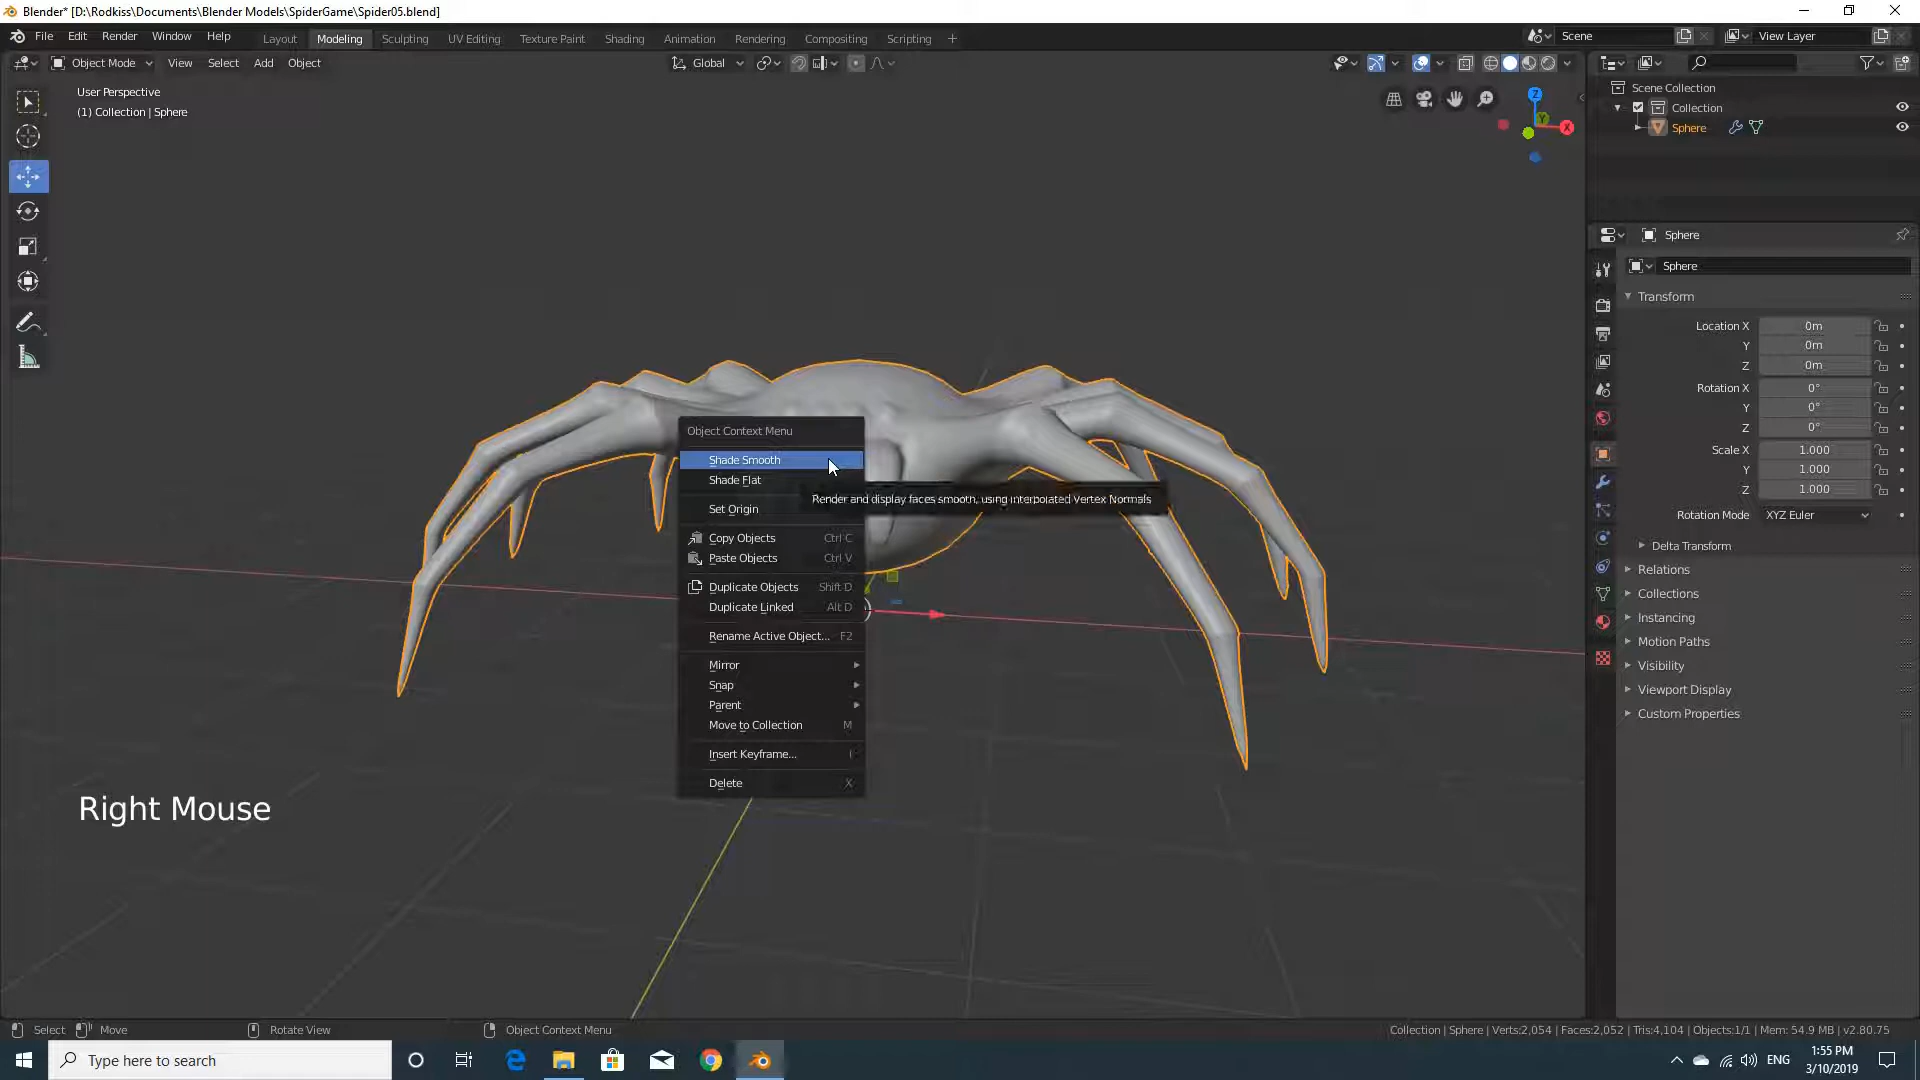 Blender* [D:\Rodkiss\Documents\Blender Models\SpiderGame\Spider05.blend]
File Edit Render Window Help
Layout Modeling Sculpting UV Editing Texture Paint Shading Animation Rendering Compositing Scripting +
Scene
View Layer
Object Mode View Select Add Object
Global
User Perspective
(1) Collection | Sphere
Z
Y
X
Scene Collection
Collection
Sphere
Sphere
Sphere
Transform
Location X 0m
Y 0m
Z 0m
Rotation X 0°
Y 0°
Z 0°
Scale X 1.000
Y 1.000
Z 1.000
Rotation Mode XYZ Euler
Delta Transform
Relations
Collections
Instancing
Motion Paths
Visibility
Viewport Display
Custom Properties
Object Context Menu
Shade Smooth
Shade Flat
Render and display faces smooth, using interpolated Vertex Normals
Set Origin
Copy Objects Ctrl C
Paste Objects Ctrl V
Duplicate Objects Shift D
Duplicate Linked Alt D
Rename Active Object... F2
Mirror
Snap
Parent
Move to Collection M
Insert Keyframe... I
Delete X
Right Mouse
Select Move Rotate View Object Context Menu
Collection | Sphere | Verts:2,054 | Faces:2,052 | Tris:4,104 | Objects:1/1 | Mem: 54.9 MB | v2.80.75
Type here to search
ENG
1:55 PM
3/10/2019